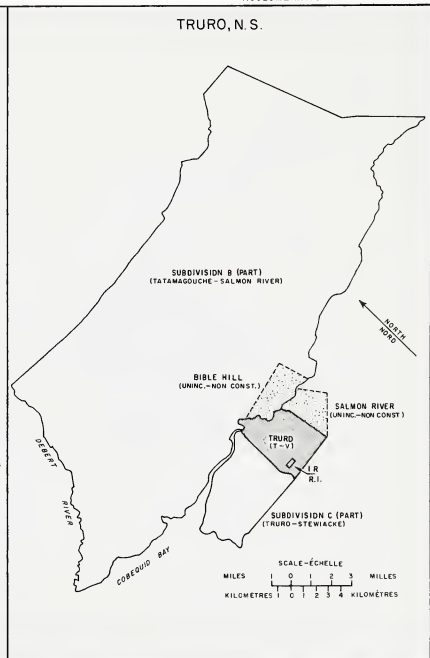 TRURO, N.S.
SUBDIVISION B (PART)
(TATAMAGOUCHE-SALMON RIVER)
NORTH
NORD
BIBLE HILL
(UNINC.-NON CONST.)
SALMON RIVER
(UNINC.-NON CONST)
TRURD
(T-V)
I R
R.I.
DEBERT
RIVER
SUBDIVISION C (PART)
(TRURO-STEWIACKE)
COBEQUID BAY
SCALE-ÉCHELLE
MILES 1 0 1 2 3 MILLES
KILOMÈTRES 1 0 1 2 3 4 KILOMÈTRES